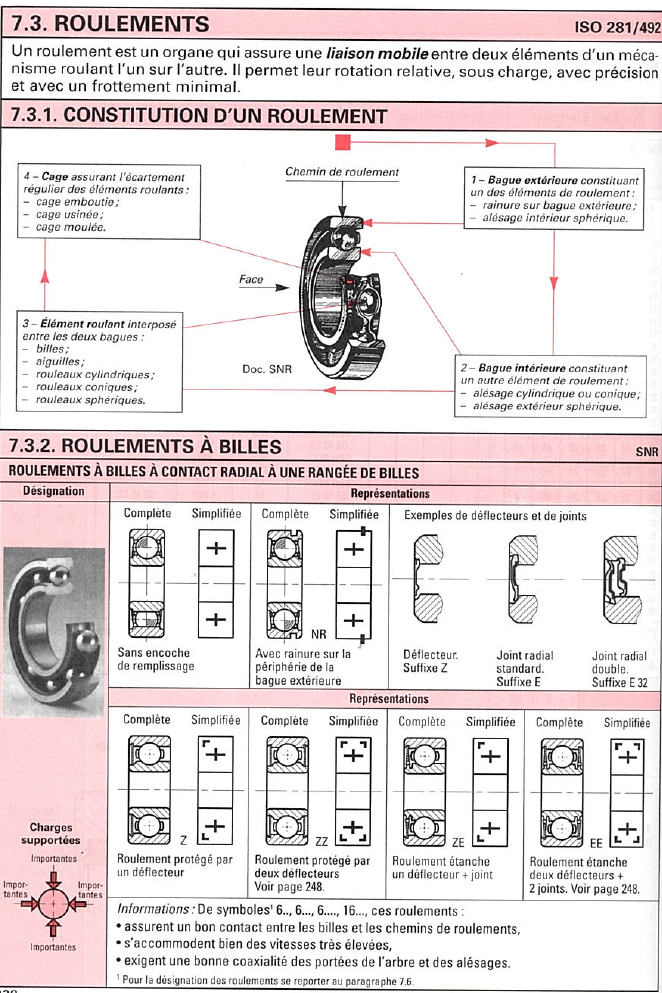 7.3. ROULEMENTS
ISO 281/492
Un roulement est un organe qui assure une liaison mobile entre deux éléments d'un méca-
nisme roulant l'un sur l'autre. Il permet leur rotation relative, sous charge, avec précision
et avec un frottement minimal.
7.3.1. CONSTITUTION D'UN ROULEMENT
4 – Cage assurant l'écartement
régulier des éléments roulants :
– cage emboutie ;
– cage usinée ;
– cage moulée.
Chemin de roulement
1 – Bague extérieure constituant
un des éléments de roulement :
– rainure sur bague extérieure ;
– alésage intérieur sphérique.
Face
3 – Élément roulant interposé
entre les deux bagues :
– billes ;
– aiguilles ;
– rouleaux cylindriques ;
– rouleaux coniques ;
– rouleaux sphériques.
Doc. SNR
2 – Bague intérieure constituant
un autre élément de roulement :
– alésage cylindrique ou conique ;
– alésage extérieur sphérique.
7.3.2. ROULEMENTS À BILLES
SNR
ROULEMENTS À BILLES À CONTACT RADIAL À UNE RANGÉE DE BILLES
Désignation
Représentations
Complète Simplifiée
Complète Simplifiée
Exemples de déflecteurs et de joints
NR
Sans encoche
de remplissage
Avec rainure sur la
périphérie de la
bague extérieure
Déflecteur.
Suffixe Z
Joint radial
standard.
Suffixe E
Joint radial
double.
Suffixe E 32
Représentations
Complète Simplifiée
Complète Simplifiée
Complète Simplifiée
Complète Simplifiée
Z
ZZ
ZE
EE
Roulement protégé par
un déflecteur
Roulement protégé par
deux déflecteurs
Voir page 248.
Roulement étanche
un déflecteur + joint
Roulement étanche
deux déflecteurs +
2 joints. Voir page 248.
Charges
supportées
Importantes
Impor-
tantes
Impor-
tantes
Importantes
Informations : De symboles¹ 6.., 6..., 6...., 16..., ces roulements :
• assurent un bon contact entre les billes et les chemins de roulements,
• s'accommodent bien des vitesses très élevées,
• exigent une bonne coaxialité des portées de l'arbre et des alésages.
¹ Pour la désignation des roulements se reporter au paragraphe 7.6.